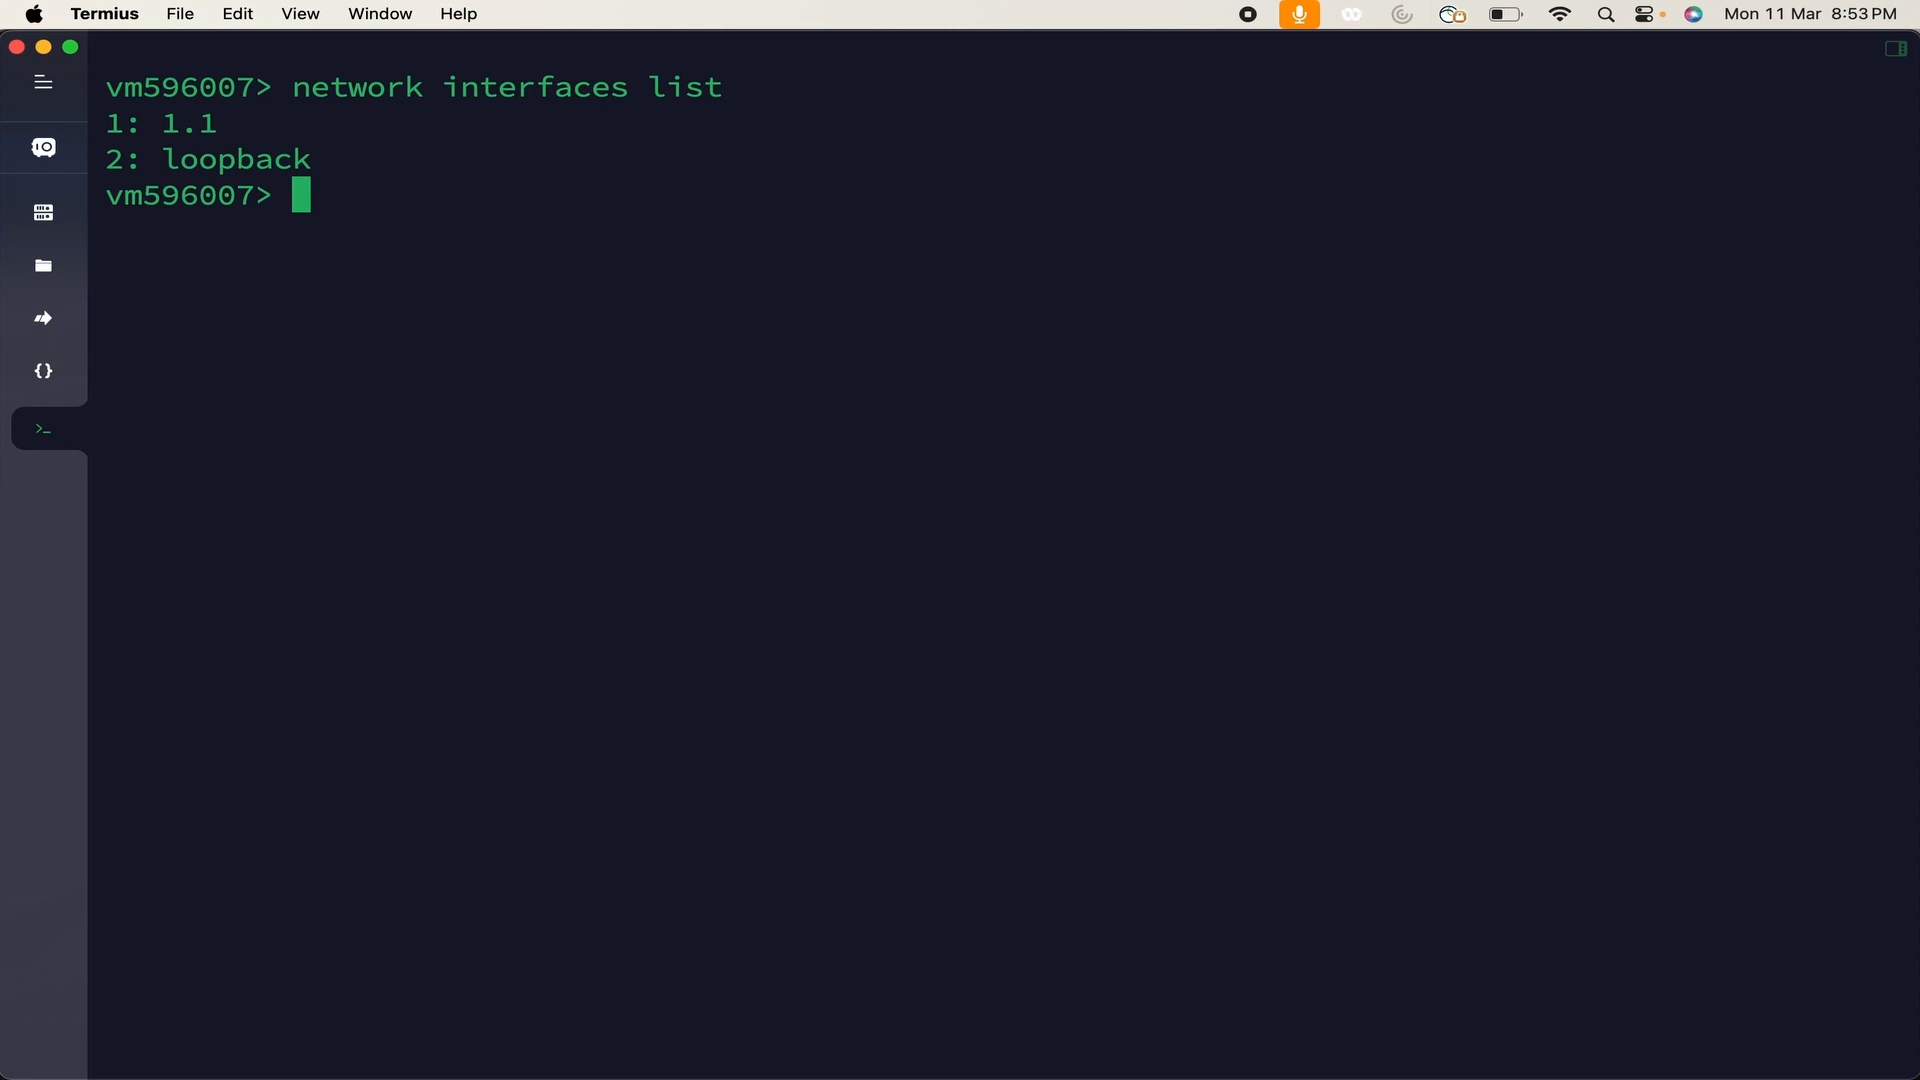 Termius File Edit View Window Help Mon 11 Mar 8:53 PM
vm596007> network interfaces list
1: 1.1
2: loopback
vm596007>